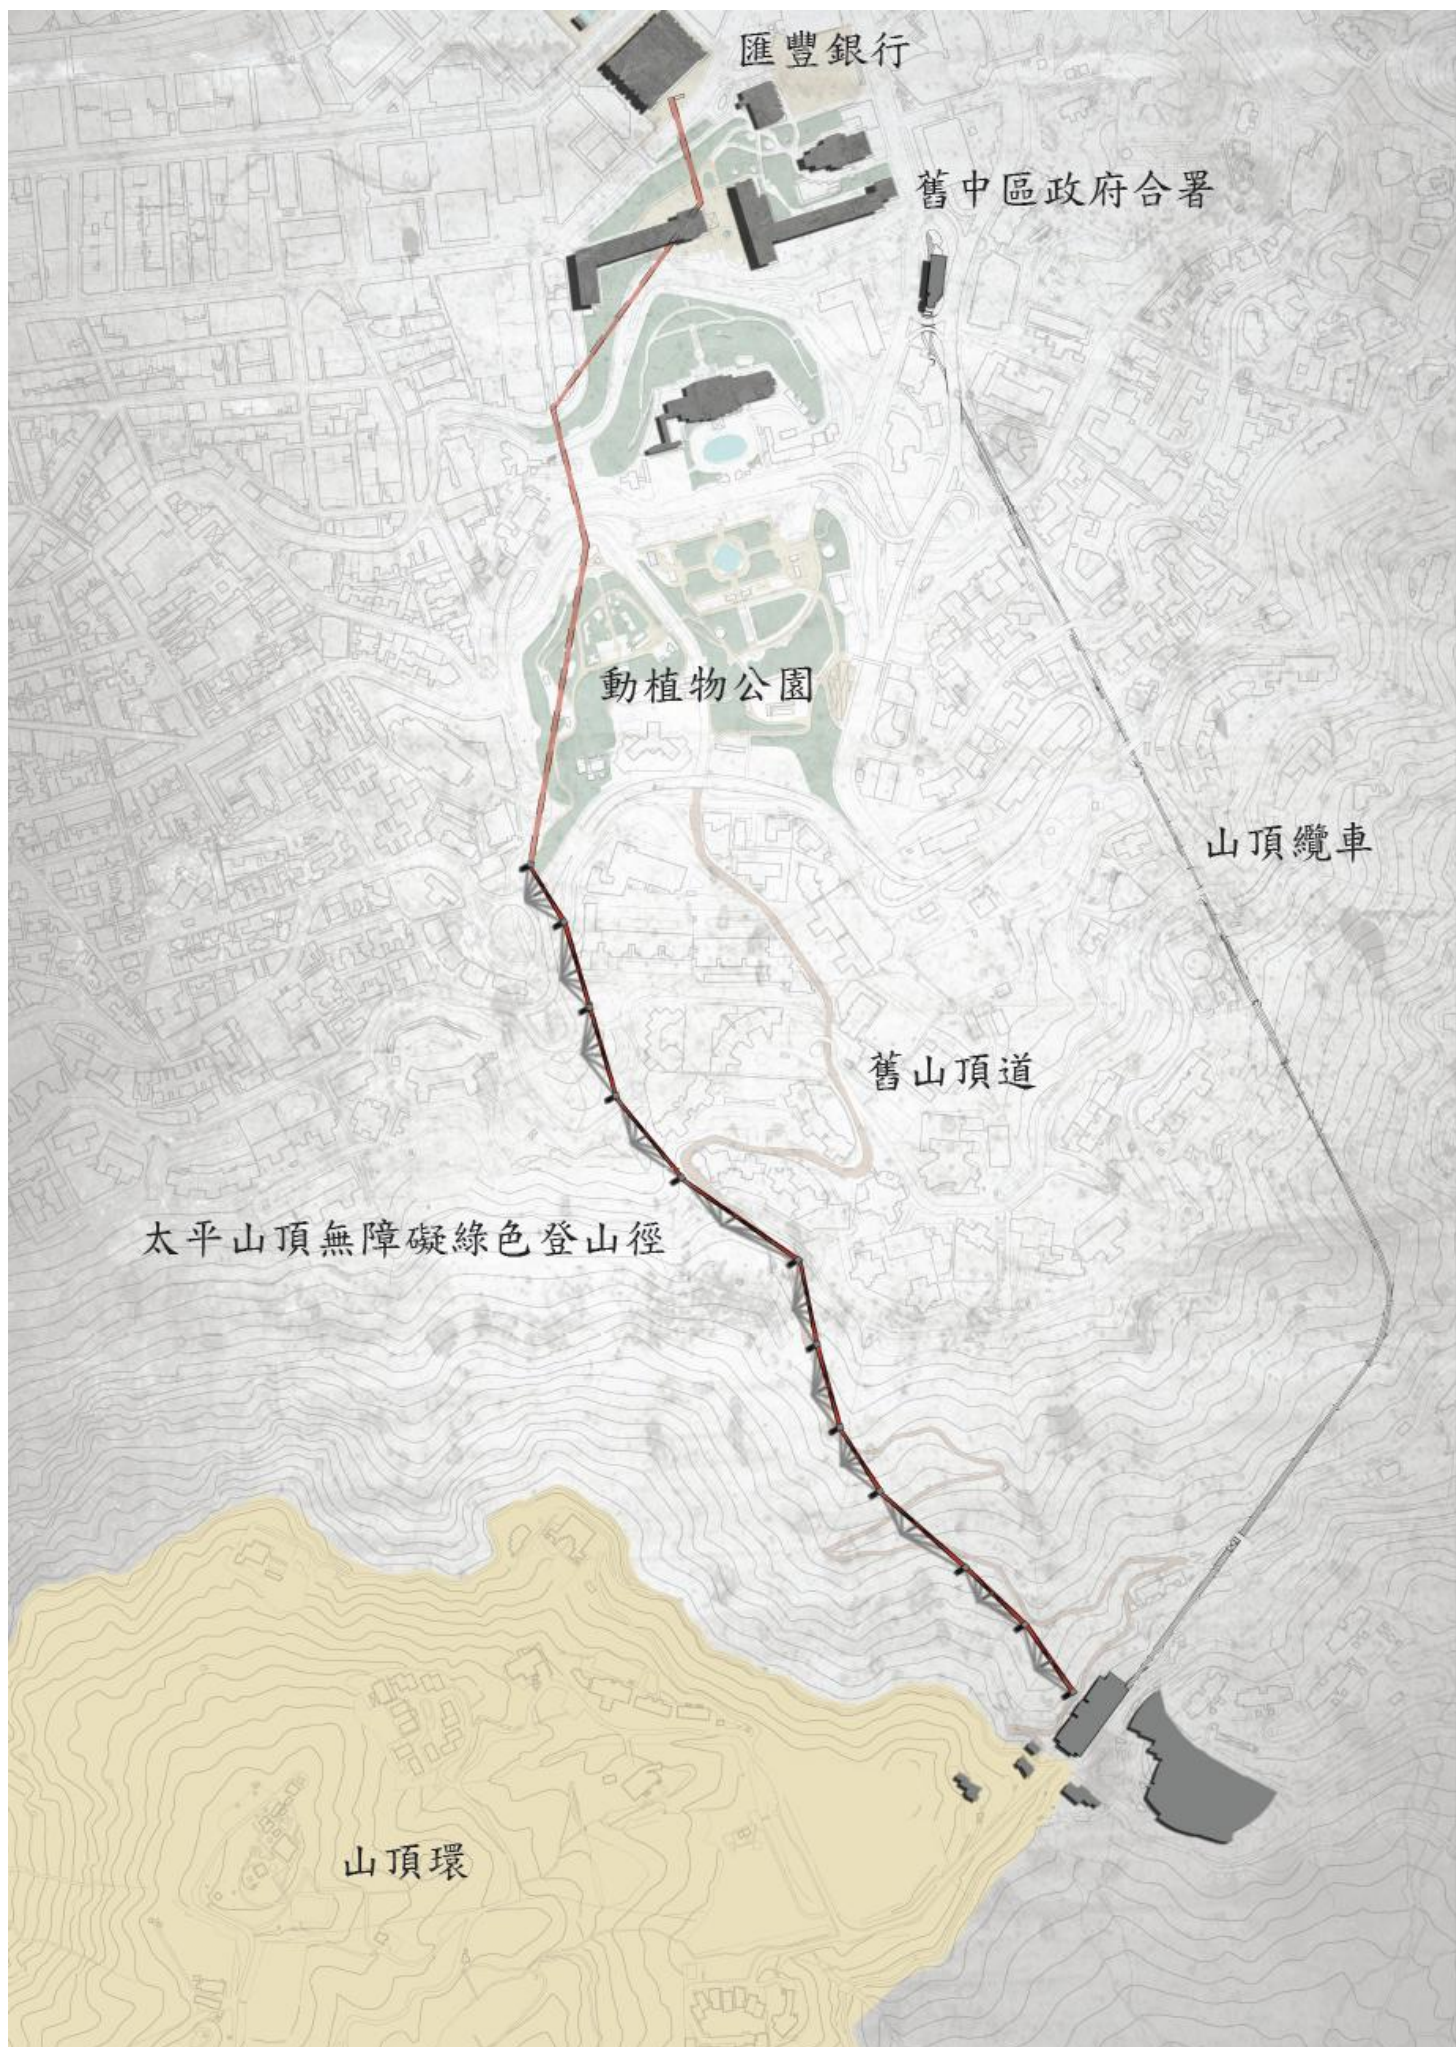 匯豐銀行
舊中區政府合署
動植物公園
山頂纜車
舊山頂道
太平山頂無障礙綠色登山徑
山頂環